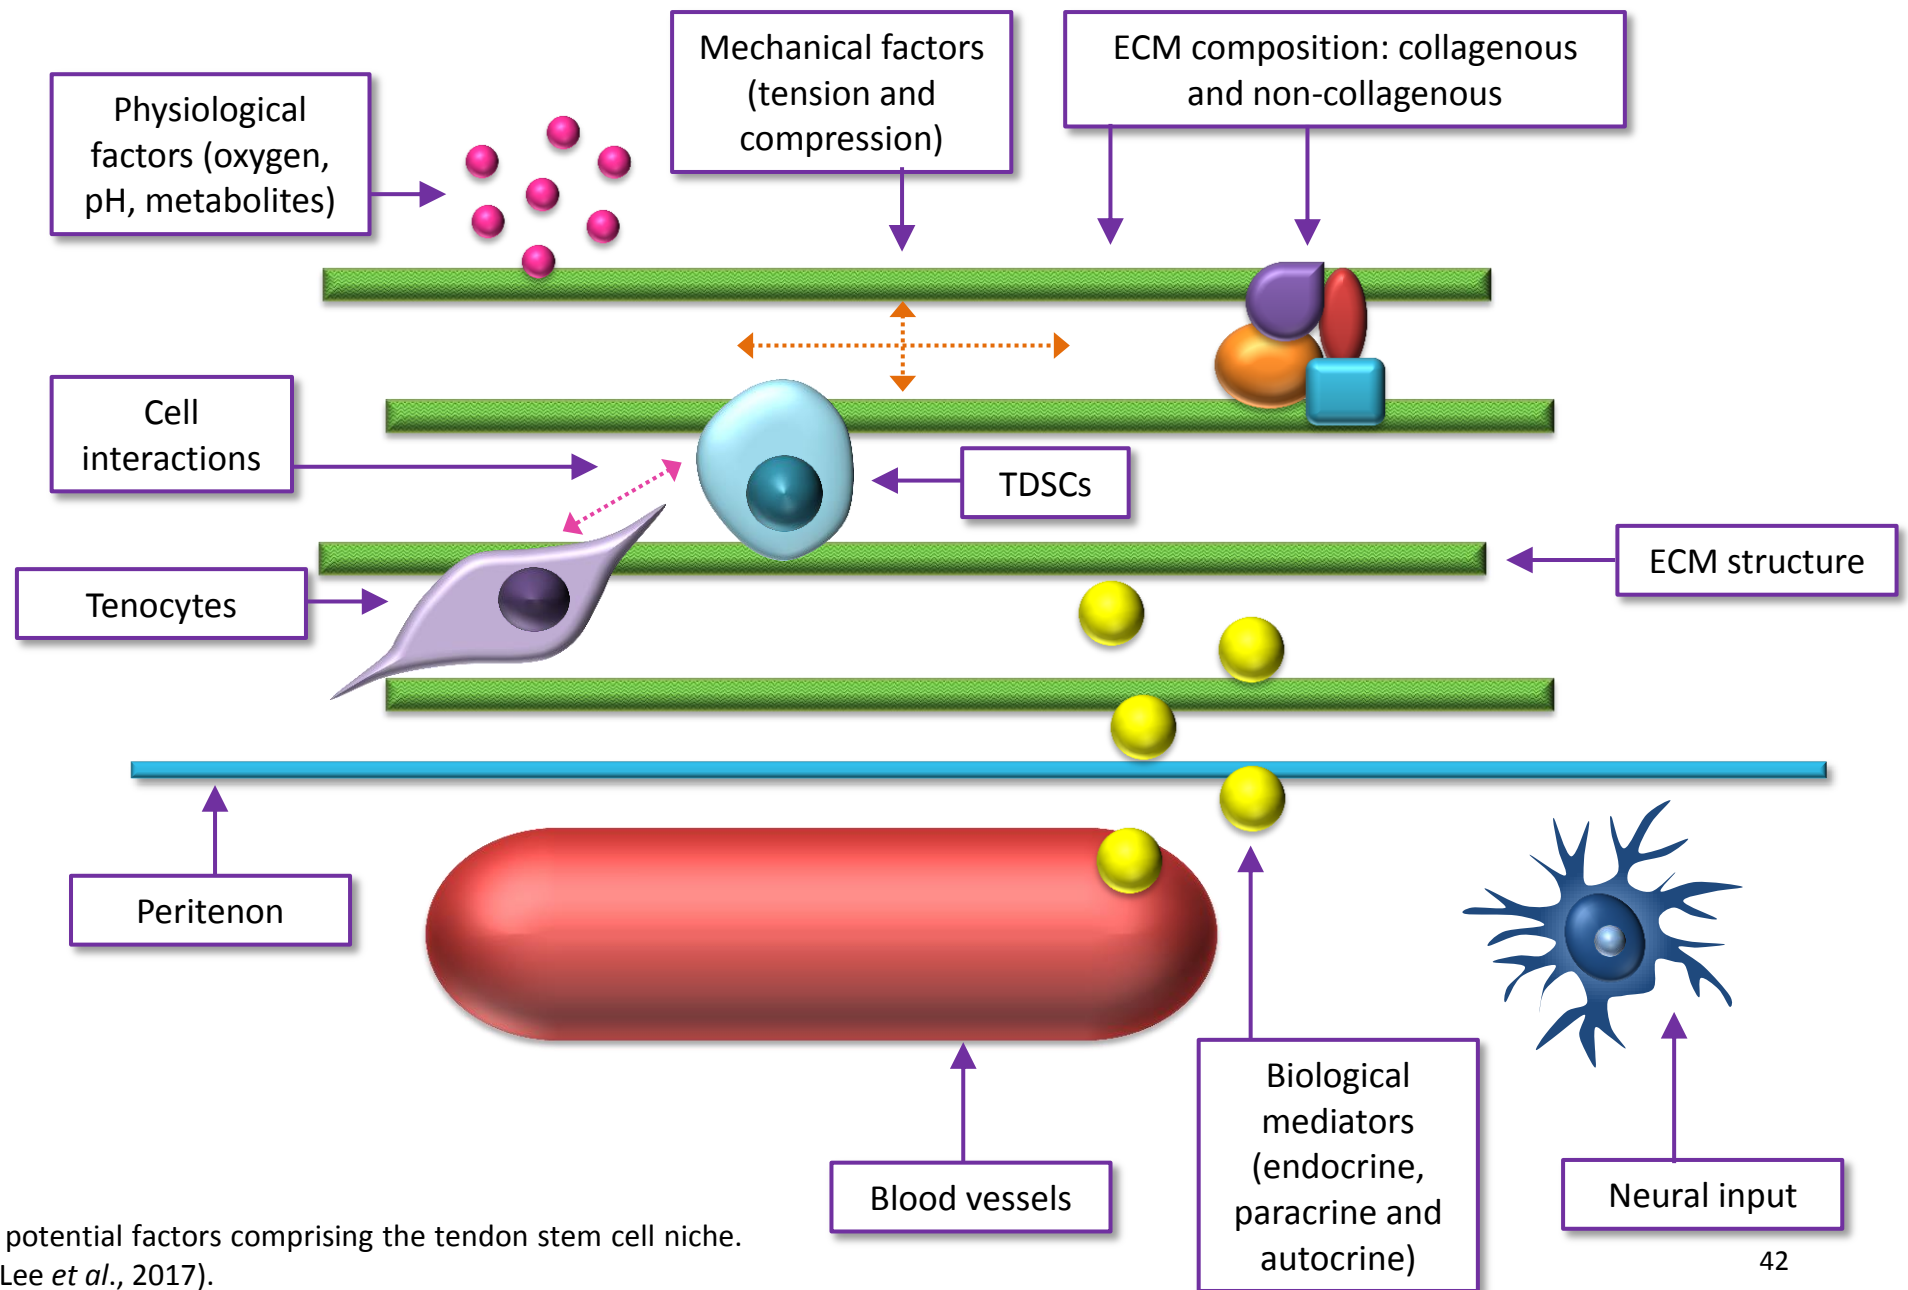 Mechanical factors
(tension and
compression)
ECM composition: collagenous
and non-collagenous
Physiological
factors (oxygen,
pH, metabolites)
Cell
interactions
TDSCs
ECM structure
Tenocytes
Peritenon
Biological
mediators
(endocrine,
paracrine and
autocrine)
Blood vessels
Neural input
potential factors comprising the tendon stem cell niche.
Lee et al., 2017).
42